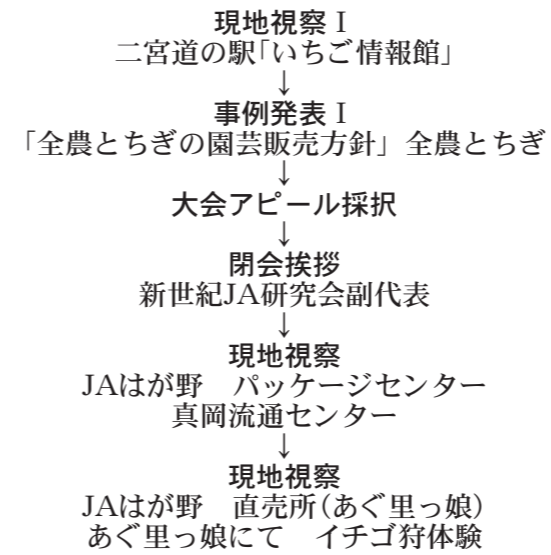 現地視察Ⅰ
二宮道の駅「いちご情報館」
↓
事例発表Ⅰ
「全農とちぎの園芸販売方針」全農とちぎ
↓
大会アピール採択
↓
閉会挨拶
新世紀JA研究会副代表
↓
現地視察
JAはが野　パッケージセンター
真岡流通センター
↓
現地視察
JAはが野　直売所（あぐ里っ娘）
あぐ里っ娘にて　イチゴ狩体験